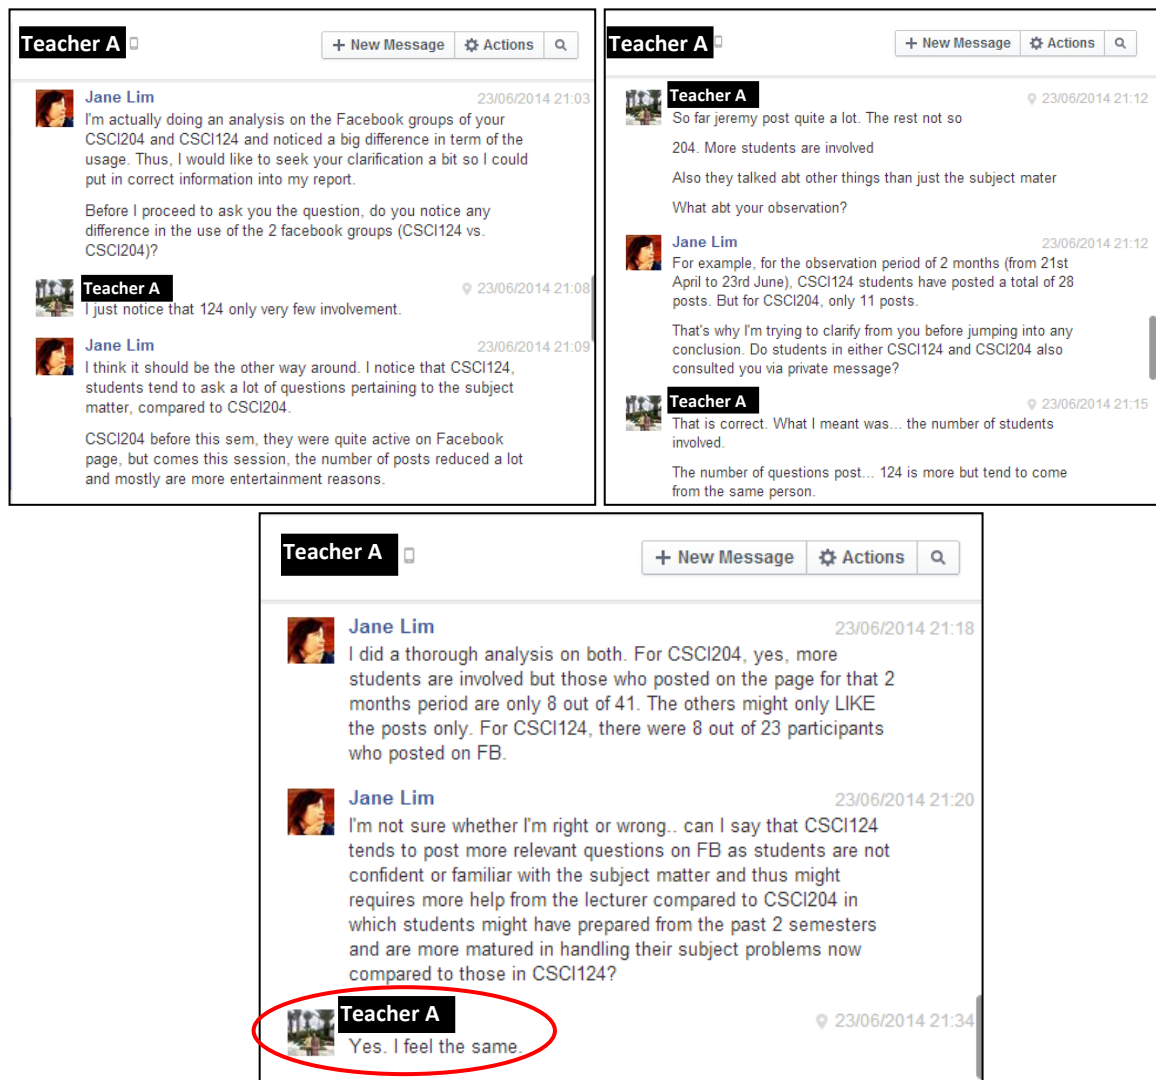 Teacher A
+ New Message Actions
Jane Lim 23/06/2014 21:03
I'm actually doing an analysis on the Facebook groups of your
CSCI204 and CSCI124 and noticed a big difference in term of the
usage. Thus, I would like to seek your clarification a bit so I could
put in correct information into my report.
Before I proceed to ask you the question, do you notice any
difference in the use of the 2 facebook groups (CSCI124 vs.
CSCI204)?
Teacher A 23/06/2014 21:08
I just notice that 124 only very few involvement.
Jane Lim 23/06/2014 21:09
I think it should be the other way around. I notice that CSCI124,
students tend to ask a lot of questions pertaining to the subject
matter, compared to CSCI204.
CSCI204 before this sem, they were quite active on Facebook
page, but comes this session, the number of posts reduced a lot
and mostly are more entertainment reasons.
Teacher A
+ New Message Actions
Teacher A 23/06/2014 21:12
So far jeremy post quite a lot. The rest not so
204. More students are involved
Also they talked abt other things than just the subject mater
What abt your observation?
Jane Lim 23/06/2014 21:12
For example, for the observation period of 2 months (from 21st
April to 23rd June), CSCI124 students have posted a total of 28
posts. But for CSCI204, only 11 posts.
That's why I'm trying to clarify from you before jumping into any
conclusion. Do students in either CSCI124 and CSCI204 also
consulted you via private message?
Teacher A 23/06/2014 21:15
That is correct. What I meant was... the number of students
involved.
The number of questions post... 124 is more but tend to come
from the same person.
Teacher A
+ New Message Actions
Jane Lim 23/06/2014 21:18
I did a thorough analysis on both. For CSCI204, yes, more
students are involved but those who posted on the page for that 2
months period are only 8 out of 41. The others might only LIKE
the posts only. For CSCI124, there were 8 out of 23 participants
who posted on FB.
Jane Lim 23/06/2014 21:20
I'm not sure whether I'm right or wrong.. can I say that CSCI124
tends to post more relevant questions on FB as students are not
confident or familiar with the subject matter and thus might
requires more help from the lecturer compared to CSCI204 in
which students might have prepared from the past 2 semesters
and are more matured in handling their subject problems now
compared to those in CSCI124?
Teacher A 23/06/2014 21:34
Yes. I feel the same.